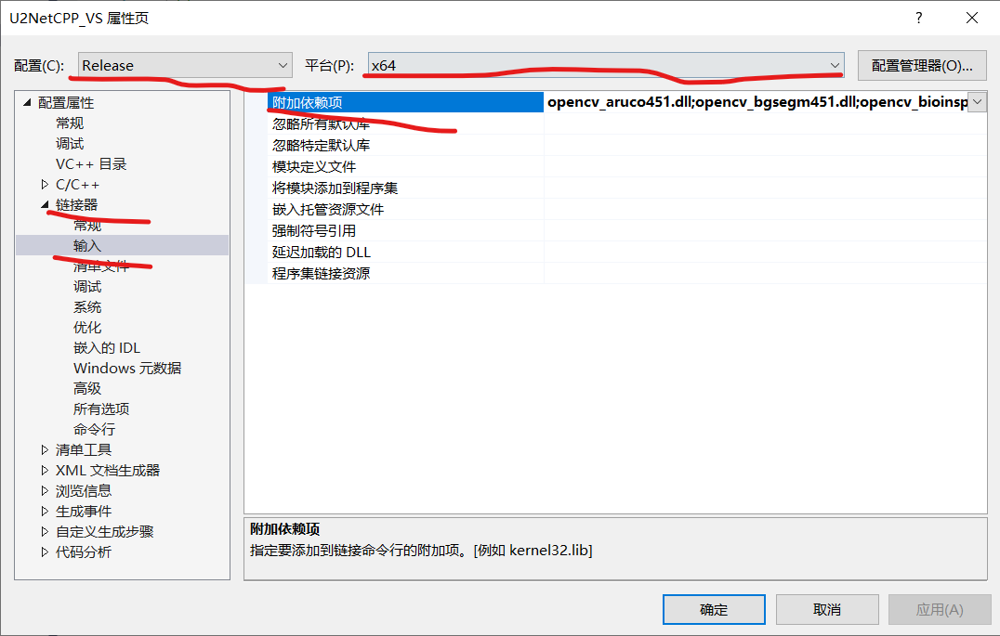 U2NetCPP_VS 属性页
配置(C): Release 平台(P): x64 配置管理器(O)...
配置属性
常规
调试
VC++ 目录
C/C++
链接器
常规
输入
清单文件
调试
系统
优化
嵌入的 IDL
Windows 元数据
高级
所有选项
命令行
清单工具
XML 文档生成器
浏览信息
生成事件
自定义生成步骤
代码分析
附加依赖项 opencv_aruco451.dll;opencv_bgsegm451.dll;opencv_bioinsp
忽略所有默认库
忽略特定默认库
模块定义文件
将模块添加到程序集
嵌入托管资源文件
强制符号引用
延迟加载的 DLL
程序集链接资源
附加依赖项
指定要添加到链接命令行的附加项。[例如 kernel32.lib]
确定 取消 应用(A)